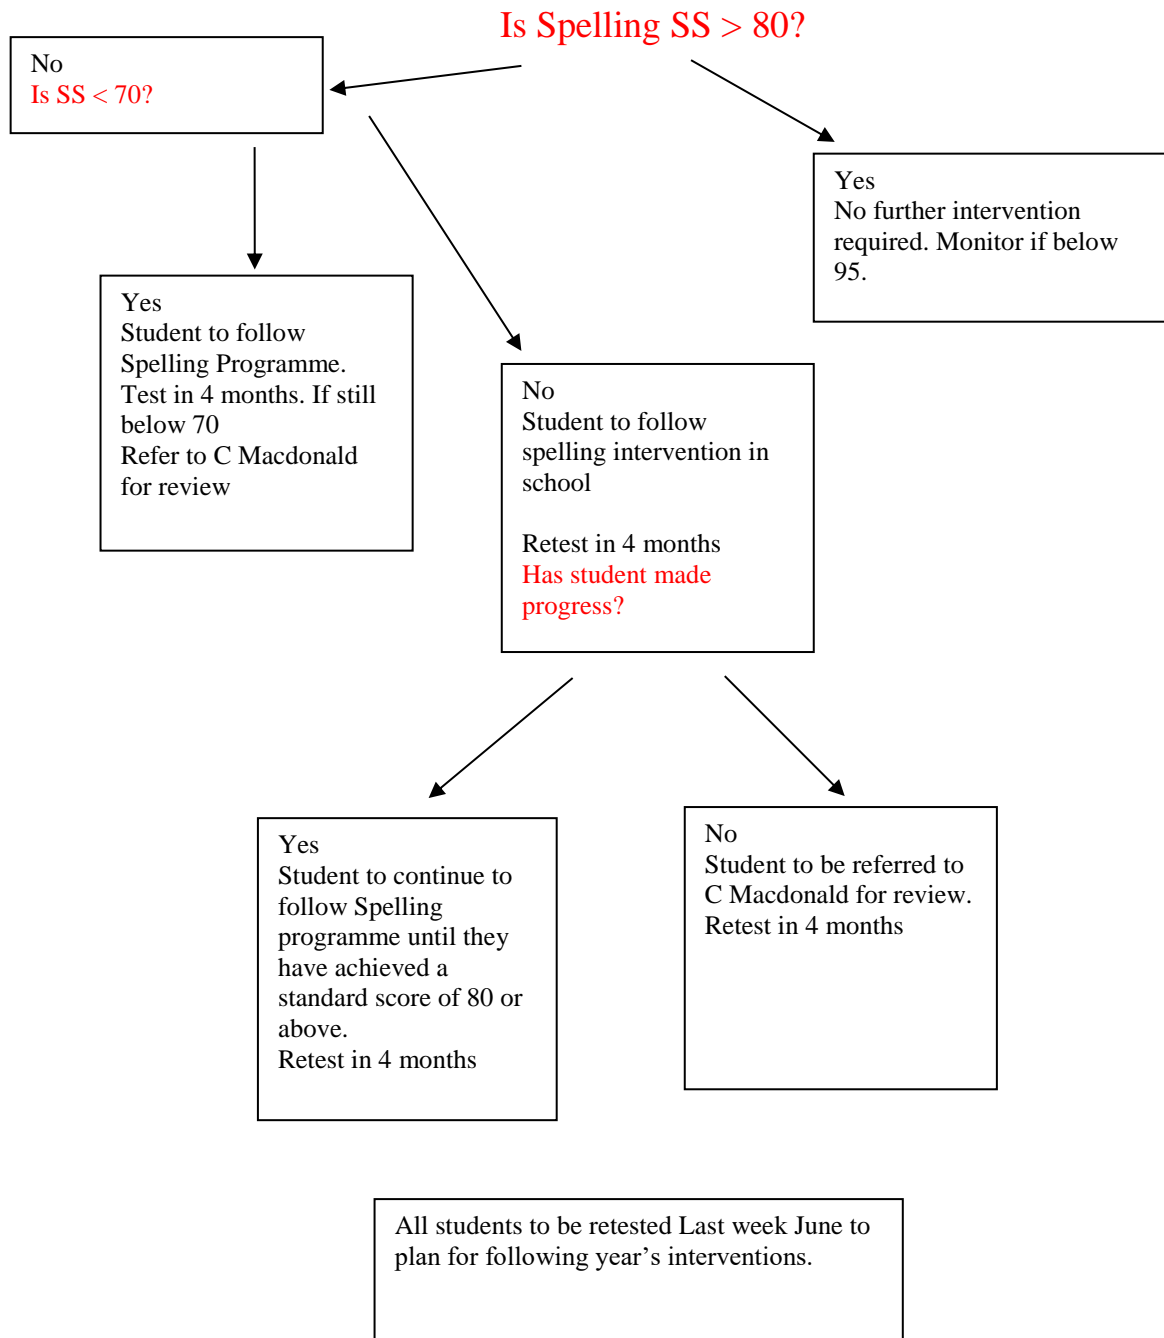 Is Spelling SS > 80?
No
Is SS < 70?
Yes
No further intervention
required. Monitor if below
95.
Yes
Student to follow
Spelling Programme.
Test in 4 months. If still
below 70
Refer to C Macdonald
for review
No
Student to follow
spelling intervention in
school
Retest in 4 months
Has student made
progress?
Yes
Student to continue to
follow Spelling
programme until they
have achieved a
standard score of 80 or
above.
Retest in 4 months
No
Student to be referred to
C Macdonald for review.
Retest in 4 months
All students to be retested Last week June to
plan for following year’s interventions.